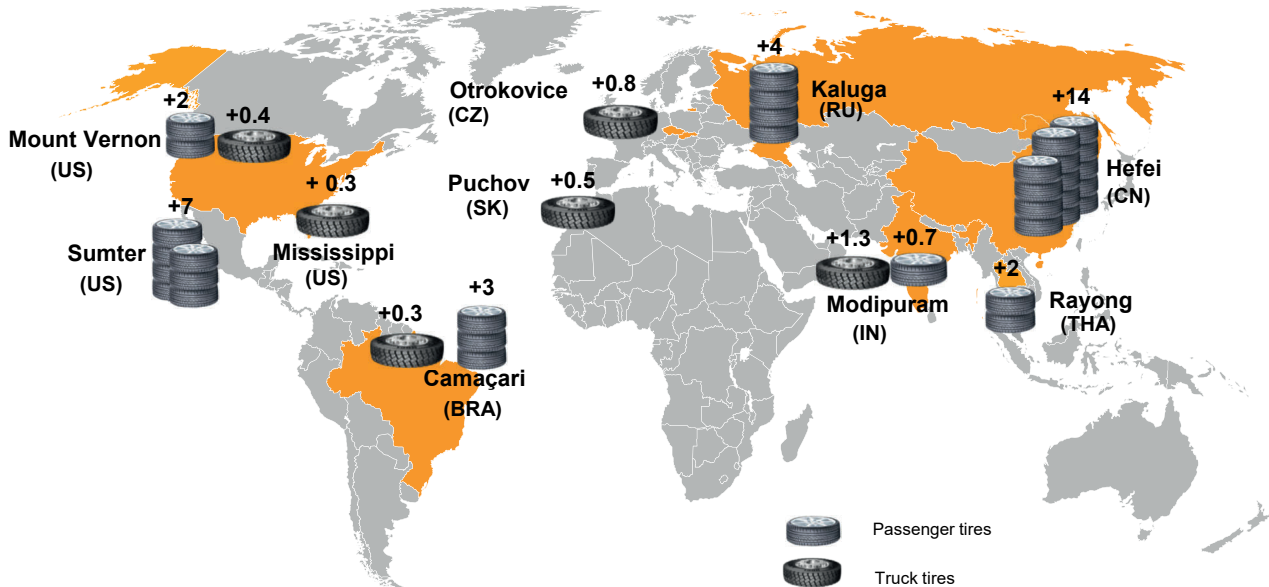 +2
+0.4
Mount Vernon
(US)
+7
Sumter
(US)
+ 0.3
Mississippi
(US)
+0.3
+3
Camaçari
(BRA)
Otrokovice
(CZ)
+0.8
Puchov
(SK)
+0.5
+4
Kaluga
(RU)
+14
Hefei
(CN)
+1.3
+0.7
Modipuram
(IN)
+2
Rayong
(THA)
Passenger tires
Truck tires